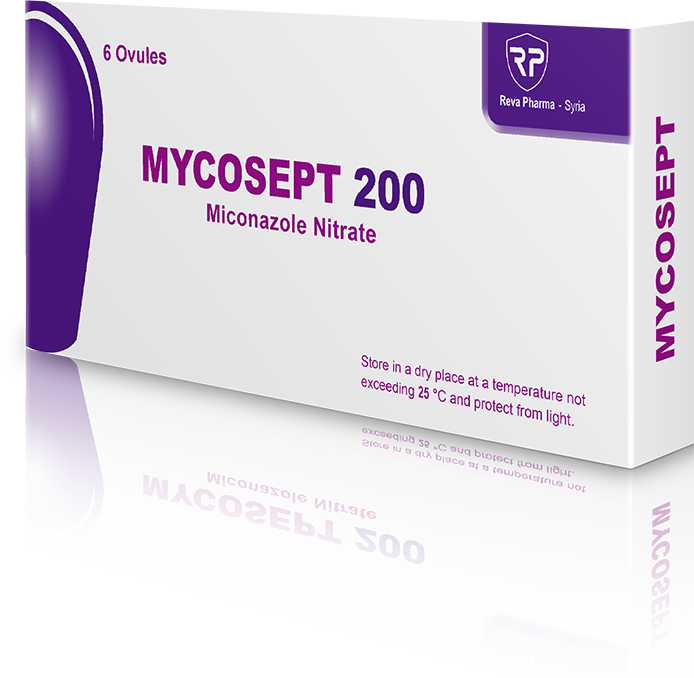 6 Ovules
RP
Reva Pharma - Syria
MYCOSEPT 200
Miconazole Nitrate
Store in a dry place at a temperature not
exceeding 25 °C and protect from light.
MYCOSEPT